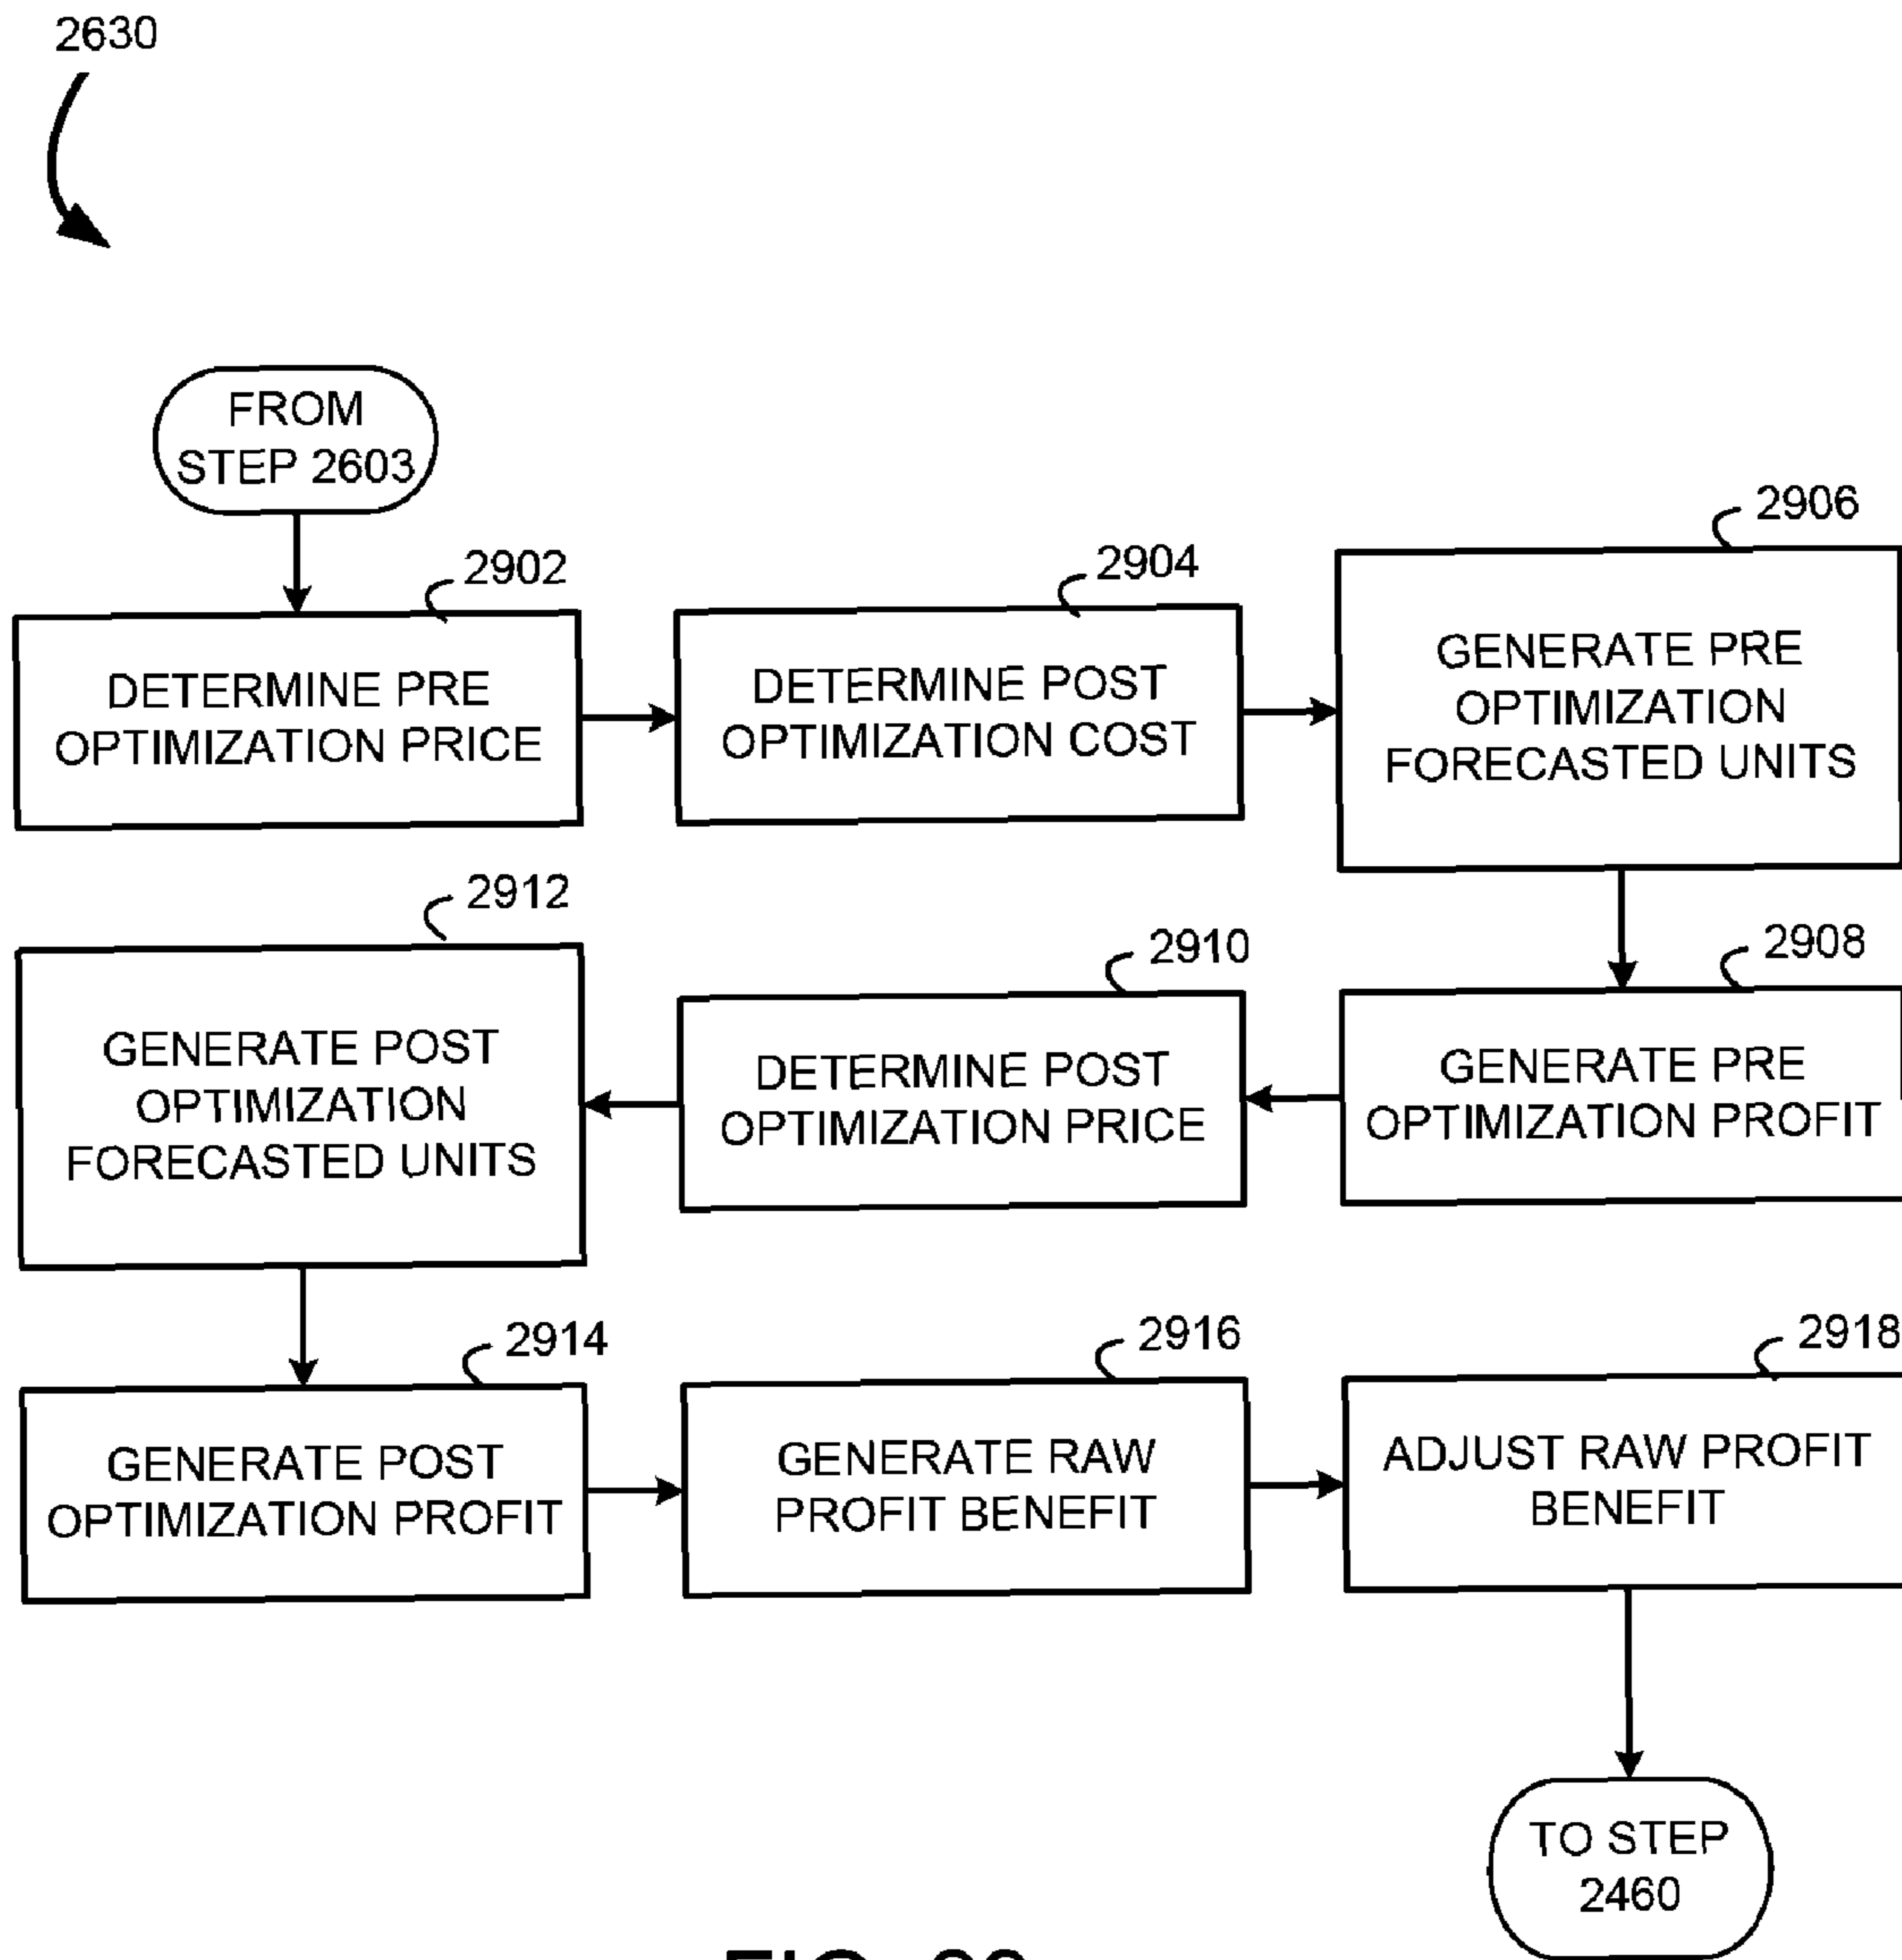 2630
FROM
STEP 2603
2902
DETERMINE PRE
OPTIMIZATION PRICE
2904
DETERMINE POST
OPTIMIZATION COST
2906
GENERATE PRE
OPTIMIZATION
FORECASTED UNITS
2908
GENERATE PRE
OPTIMIZATION PROFIT
2910
DETERMINE POST
OPTIMIZATION PRICE
2912
GENERATE POST
OPTIMIZATION
FORECASTED UNITS
2914
GENERATE POST
OPTIMIZATION PROFIT
2916
GENERATE RAW
PROFIT BENEFIT
2918
ADJUST RAW PROFIT
BENEFIT
TO STEP
2460